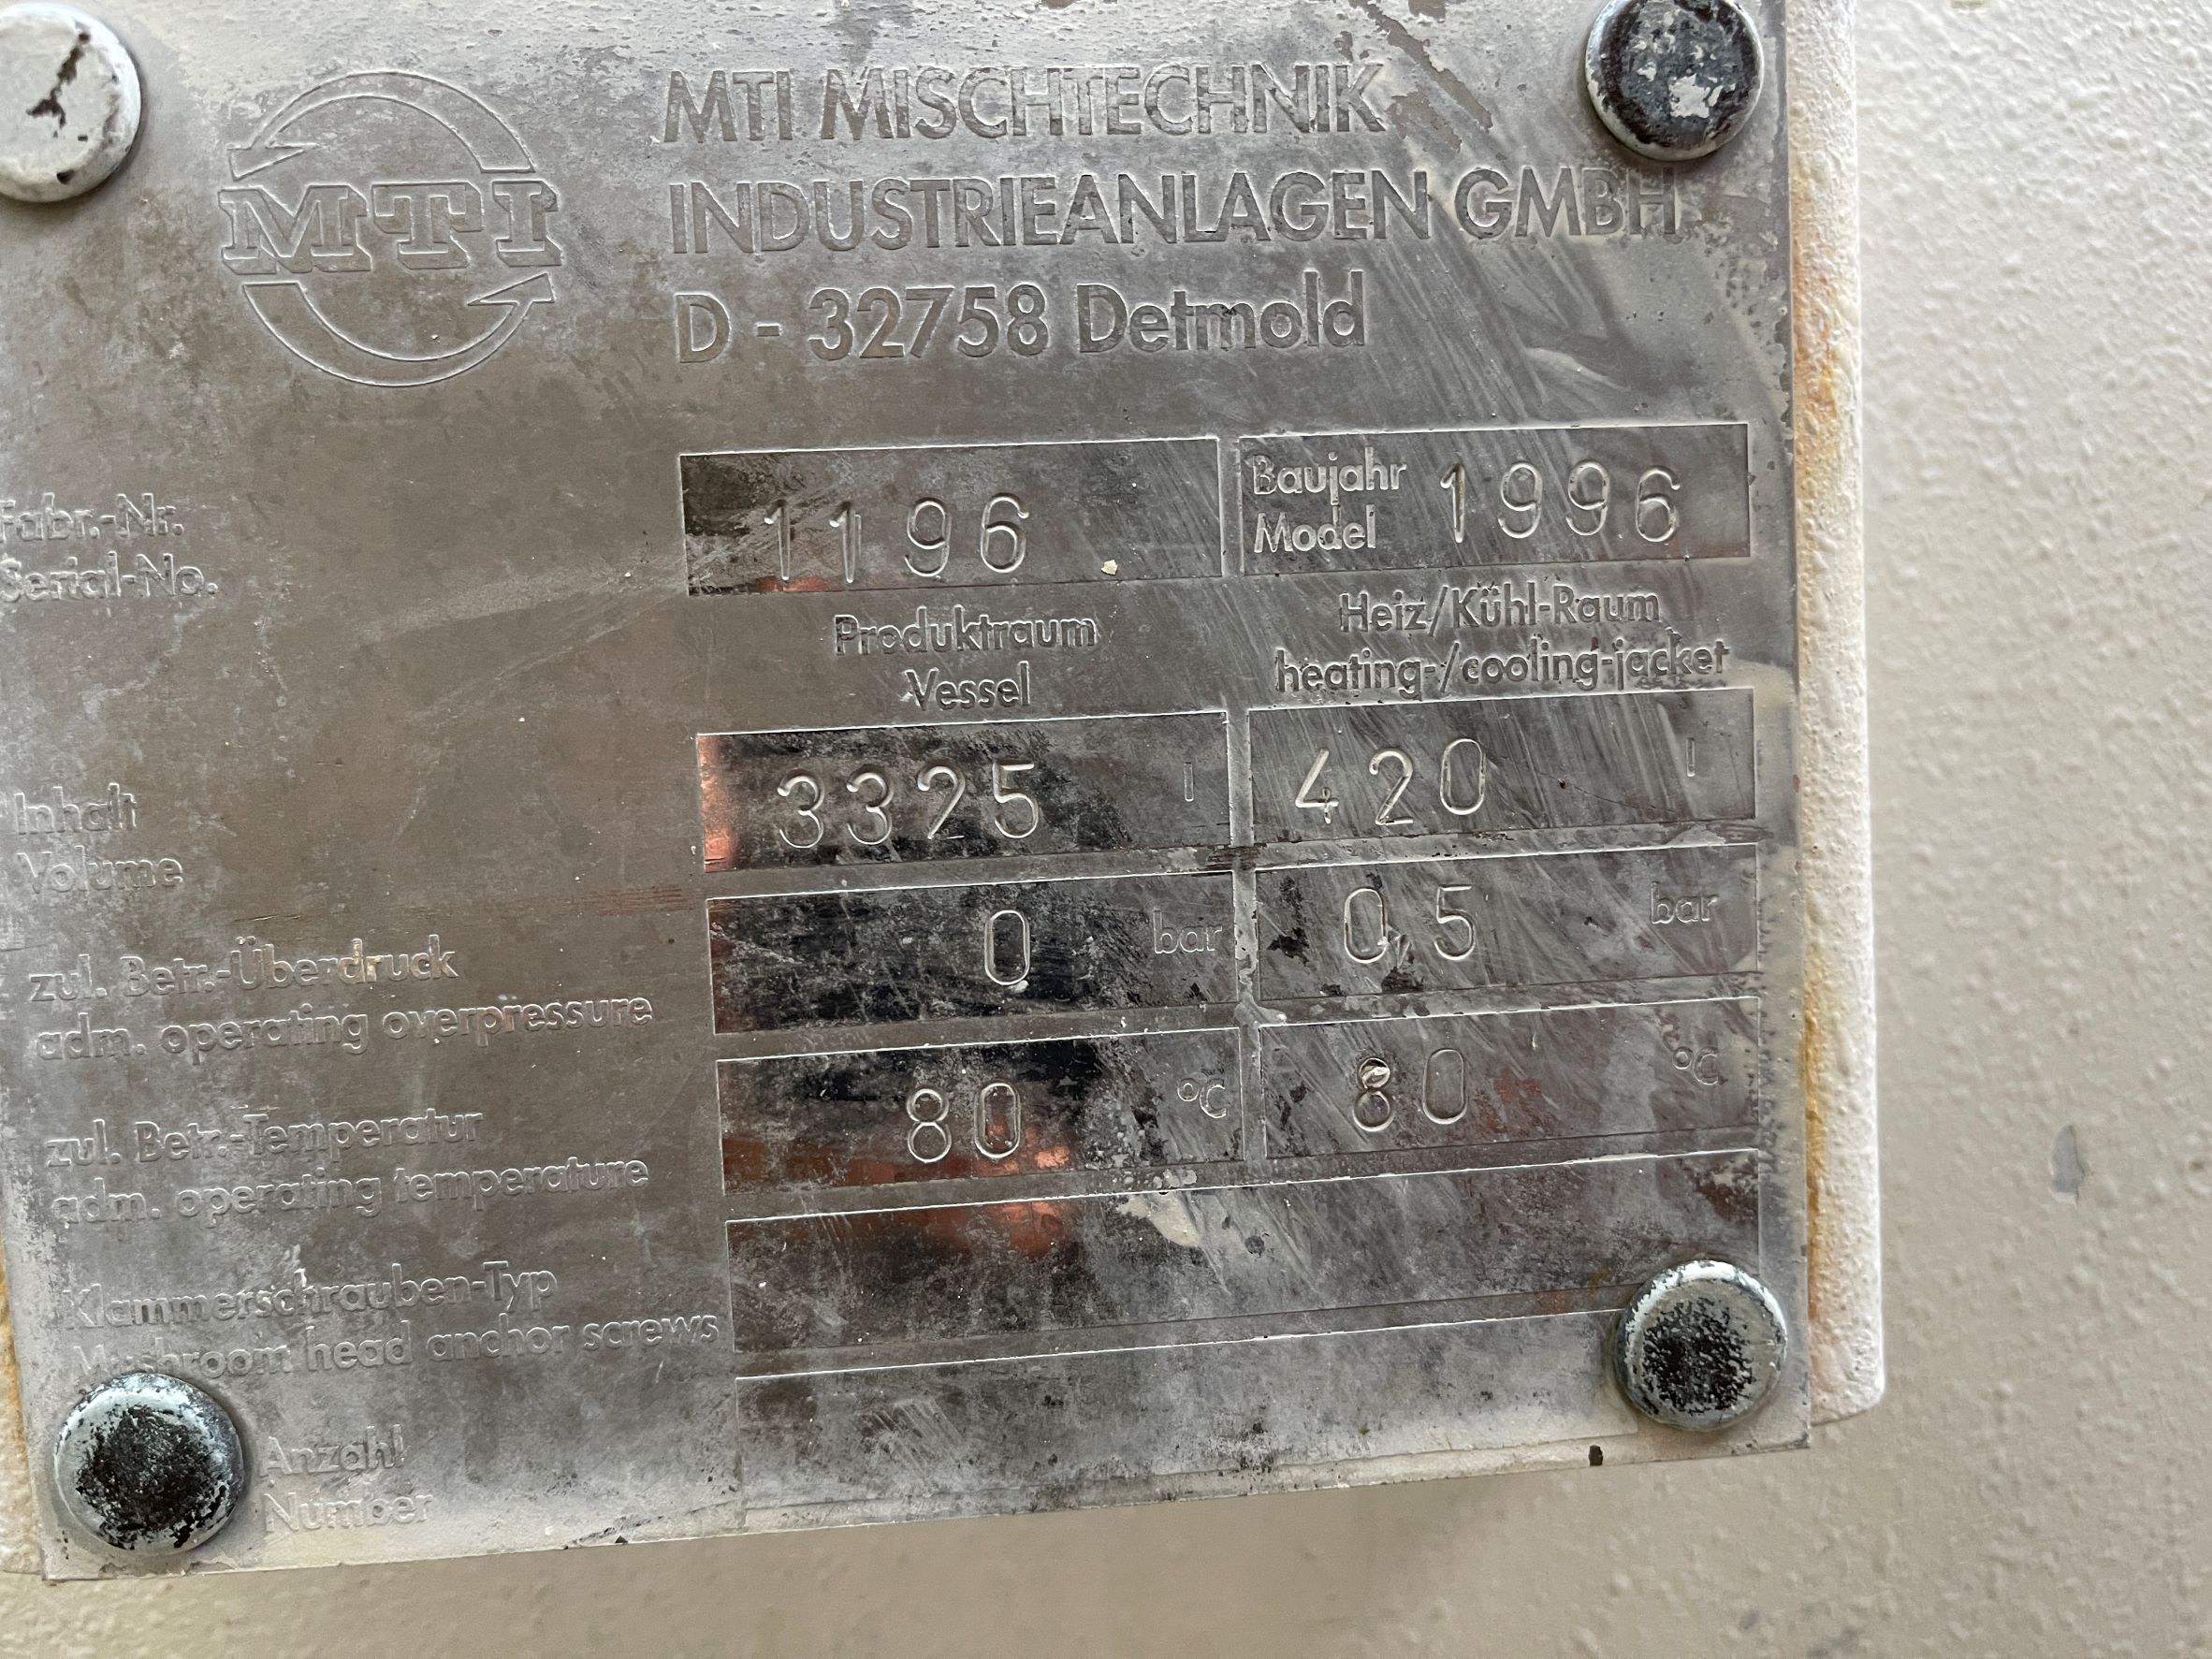 MTI
MTI MISCHTECHNIK
INDUSTRIEANLAGEN GMBH
D - 32758 Detmold
Fabr.-Nr.
Serial-No.
1196
Baujahr
Model
1996
Produktraum
Vessel
Heiz/Kühl-Raum
heating-/cooling-jacket
Inhalt
Volume
3325 l
420 l
zul. Betr.-Überdruck
adm. operating overpressure
0 bar
0,5 bar
zul. Betr.-Temperatur
adm. operating temperature
80 °C
80 °C
Klammerschrauben-Typ
Mushroom head anchor screws
Anzahl
Number